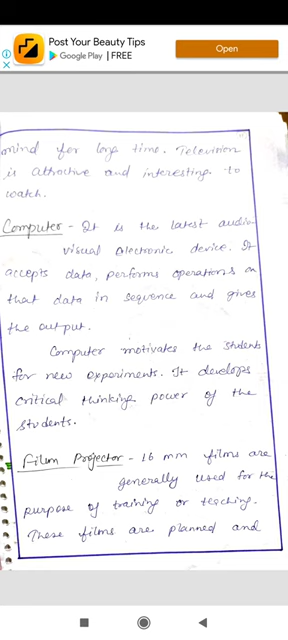 Post Your Beauty Tips
Google Play | FREE
Open
mind for long time. Television
is attractive and interesting to
watch.
Computer - It is the latest audio
visual electronic device. It
accepts data, performs operations on
that data in sequence and gives
the output.
Computer motivates the students
for new experiments. It develops
critical thinking power of the
students.
Film Projector - 16 mm films are
generally used for the
purpose of training or teaching.
These films are planned and